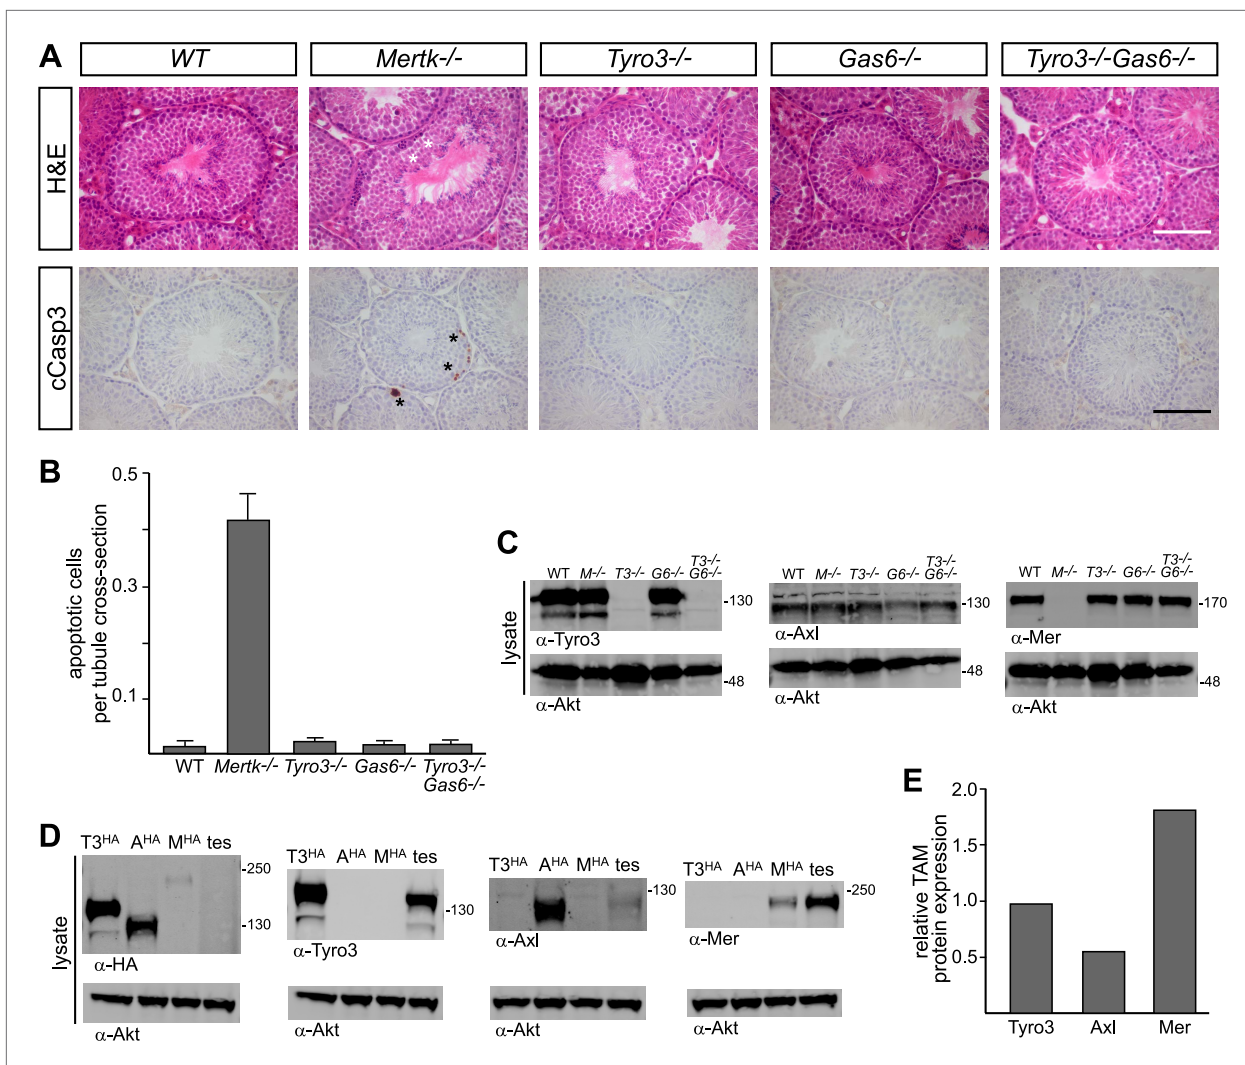 A
WT
Mertk-/-
Tyro3-/-
Gas6-/-
Tyro3-/-Gas6-/-
H&E
*
*
cCasp3
*
*
*
B
apoptotic cells
per tubule cross-section
0.5
0.3
0.1
WT
Mertk-/-
Tyro3-/-
Gas6-/-
Tyro3-/-
Gas6-/-
C
lysate
WT
M-/-
T3-/-
G6-/-
T3-/-
G6-/-
-130
α-Tyro3
-48
α-Akt
WT
M-/-
T3-/-
G6-/-
T3-/-
G6-/-
-130
α-Axl
-48
α-Akt
WT
M-/-
T3-/-
G6-/-
T3-/-
G6-/-
-170
α-Mer
-48
α-Akt
D
lysate
T3HA AHA MHA tes
-250
-130
α-HA
α-Akt
T3HA AHA MHA tes
-130
α-Tyro3
α-Akt
T3HA AHA MHA tes
-130
α-Axl
α-Akt
T3HA AHA MHA tes
-250
α-Mer
α-Akt
E
relative TAM
protein expression
2.0
1.0
0.5
Tyro3
Axl
Mer